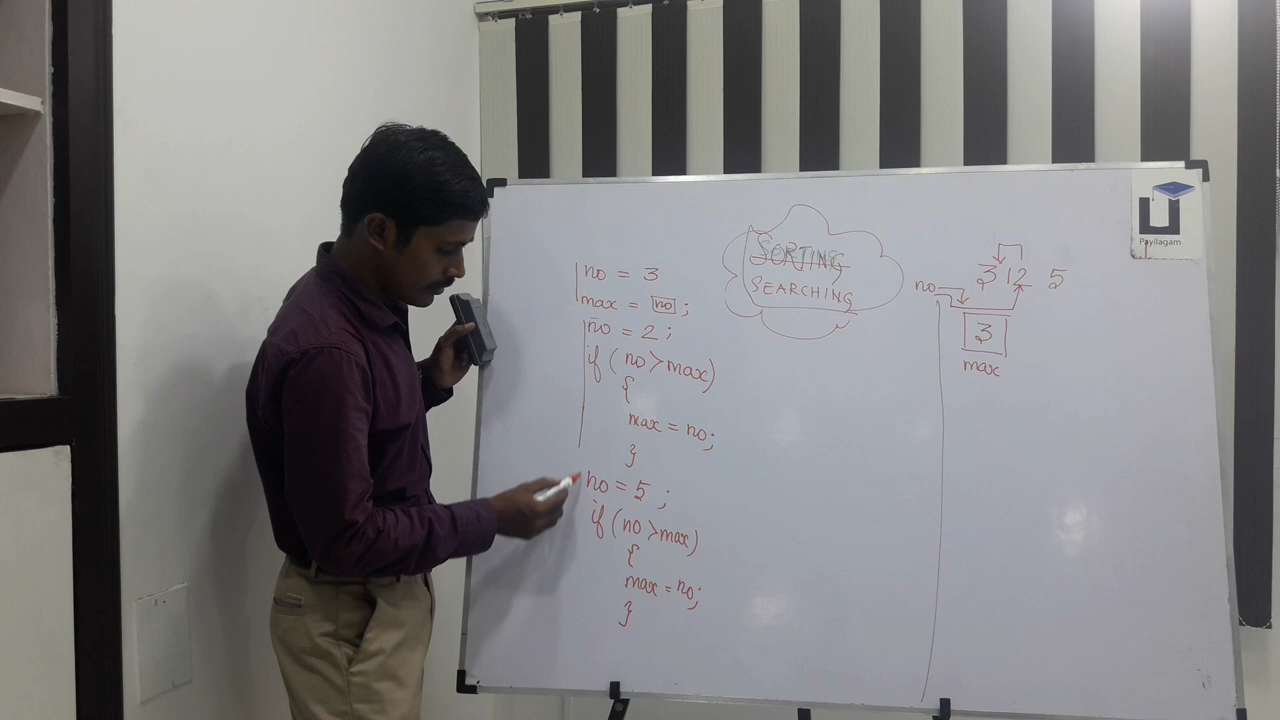 no = 3
max = no ;
no = 2 ;
if ( no > max )
{
max = no;
}
no = 5 ;
if ( no > max )
{
max = no;
}
SORTING
SEARCHING
3 12 5
no
3
max
Payilagam